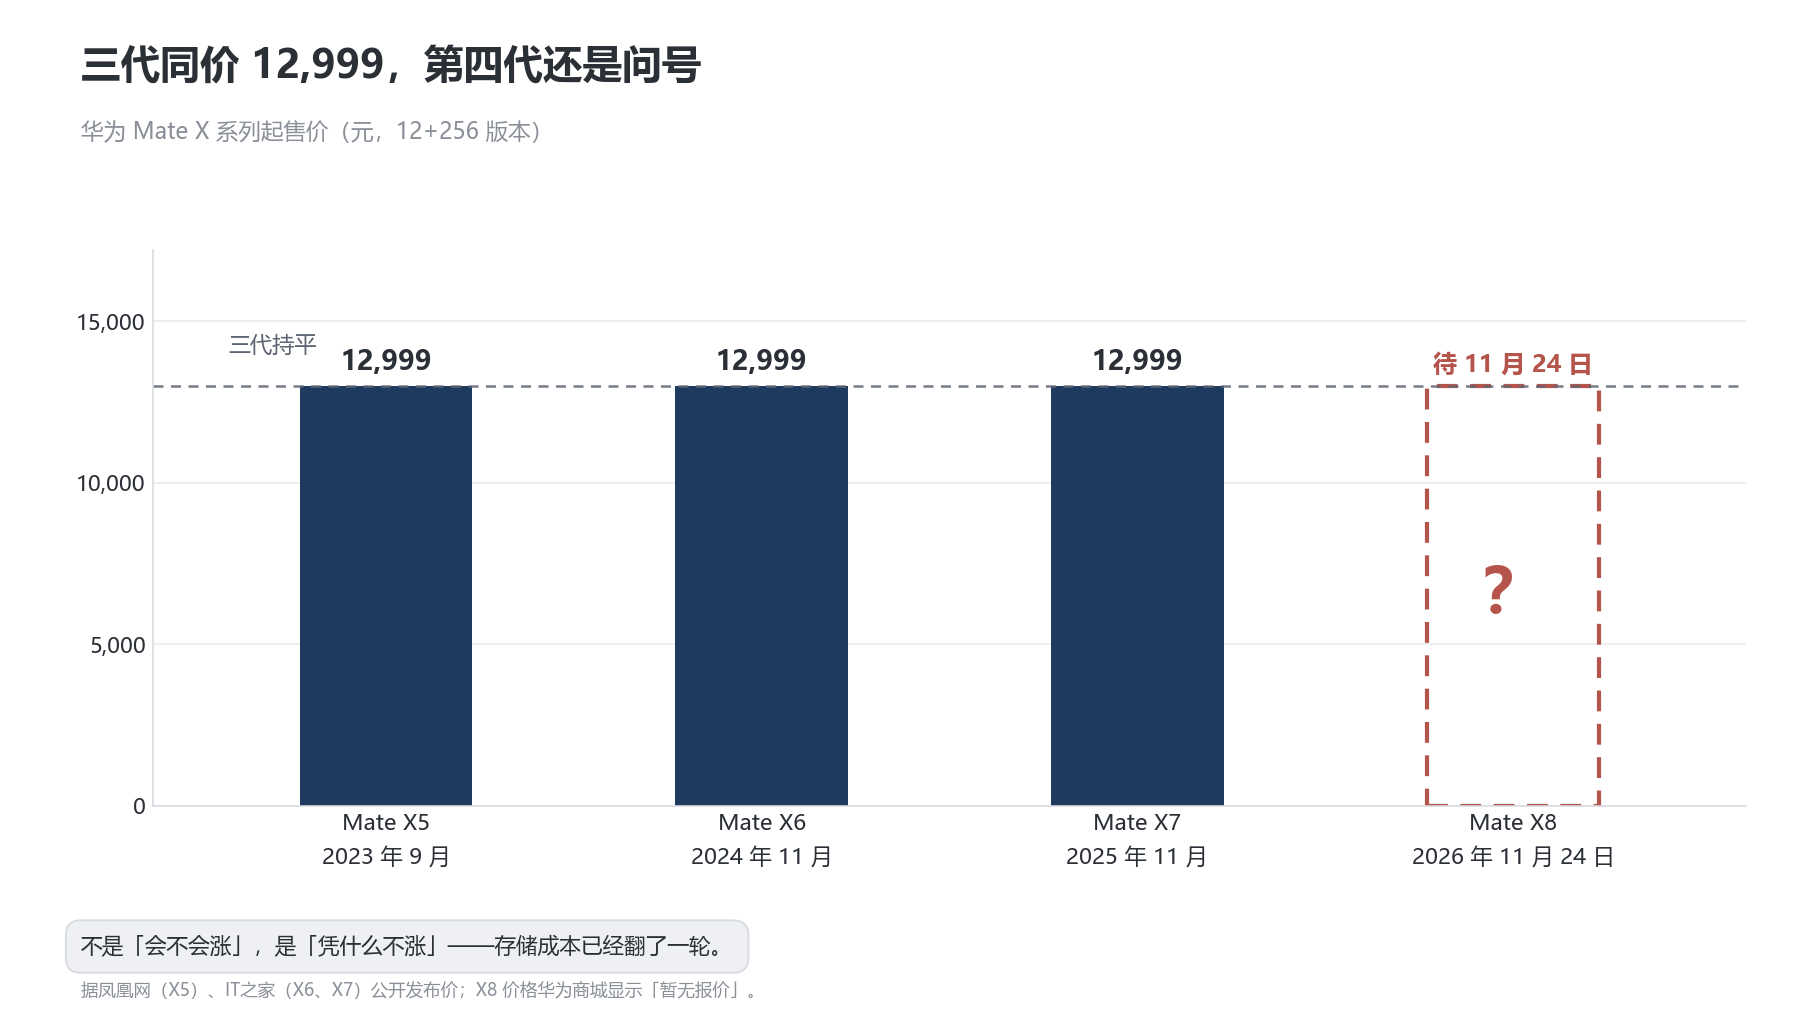 三代同价 12,999，第四代还是问号
华为 Mate X 系列起售价（元，12+256 版本）
15,000
10,000
5,000
0
三代持平
12,999
12,999
12,999
待 11 月 24 日
?
Mate X5
2023 年 9 月
Mate X6
2024 年 11 月
Mate X7
2025 年 11 月
Mate X8
2026 年 11 月 24 日
不是「会不会涨」，是「凭什么不涨」——存储成本已经翻了一轮。
据凤凰网（X5）、IT之家（X6、X7）公开发布价；X8 价格华为商城显示「暂无报价」。